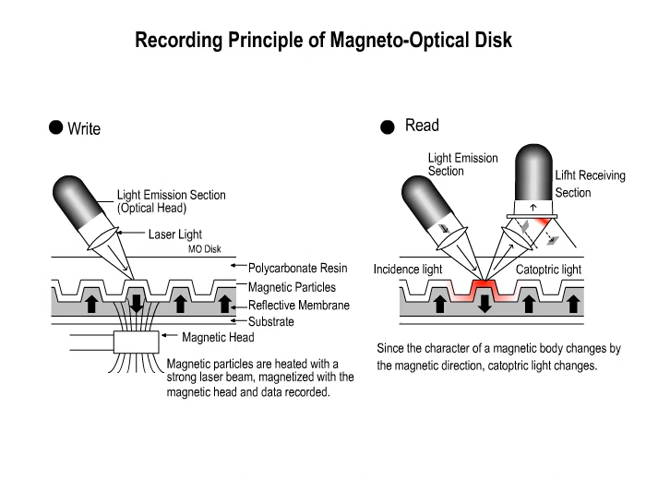 Recording Principle of Magneto-Optical Disk
Write
Light Emission Section
(Optical Head)
Laser Light
MO Disk
Polycarbonate Resin
Magnetic Particles
Reflective Membrane
Substrate
Magnetic Head
Magnetic particles are heated with a
strong laser beam, magnetized with the
magnetic head and data recorded.
Read
Light Emission
Section
Lifht Receiving
Section
Incidence light
Catoptric light
Since the character of a magnetic body changes by
the magnetic direction, catoptric light changes.